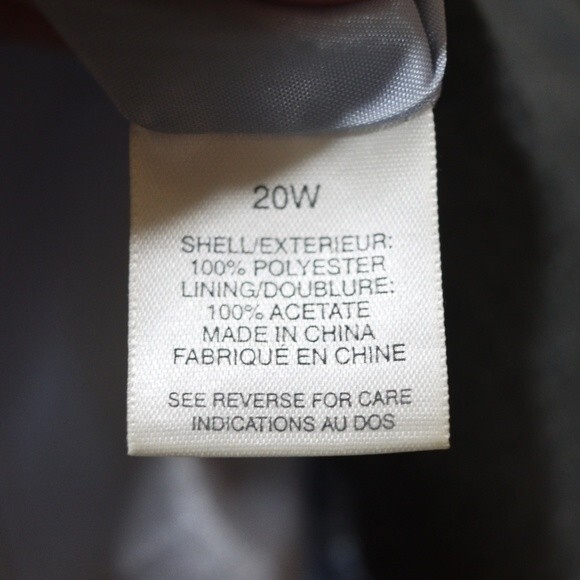 20W
SHELL/EXTERIEUR:
100% POLYESTER
LINING/DOUBLURE:
100% ACETATE
MADE IN CHINA
FABRIQUÉ EN CHINE
SEE REVERSE FOR CARE
INDICATIONS AU DOS